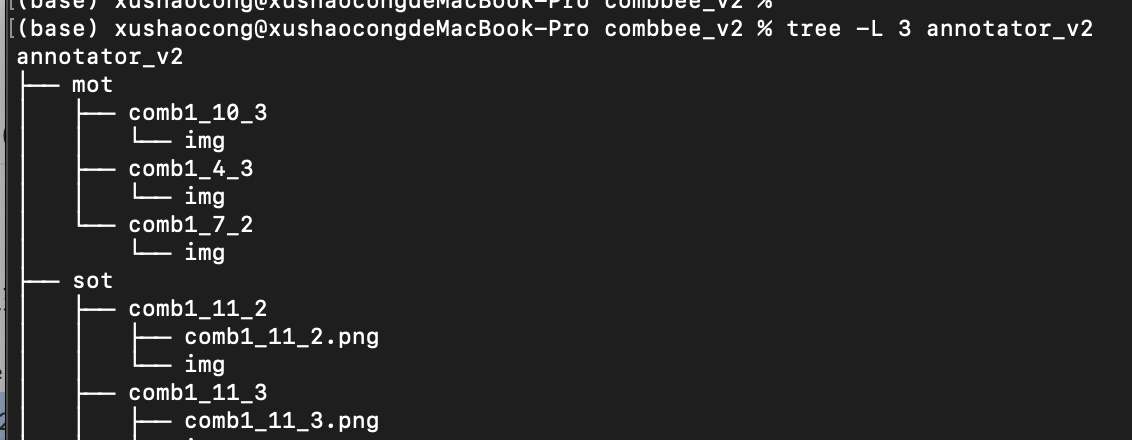 [(base) xushaocong@xushaocongdeMacBook-Pro combbee_v2 %
[(base) xushaocong@xushaocongdeMacBook-Pro combbee_v2 % tree -L 3 annotator_v2
annotator_v2
├── mot
│   ├── comb1_10_3
│   │   └── img
│   ├── comb1_4_3
│   │   └── img
│   └── comb1_7_2
│       └── img
├── sot
│   ├── comb1_11_2
│   │   ├── comb1_11_2.png
│   │   └── img
│   ├── comb1_11_3
│   │   ├── comb1_11_3.png